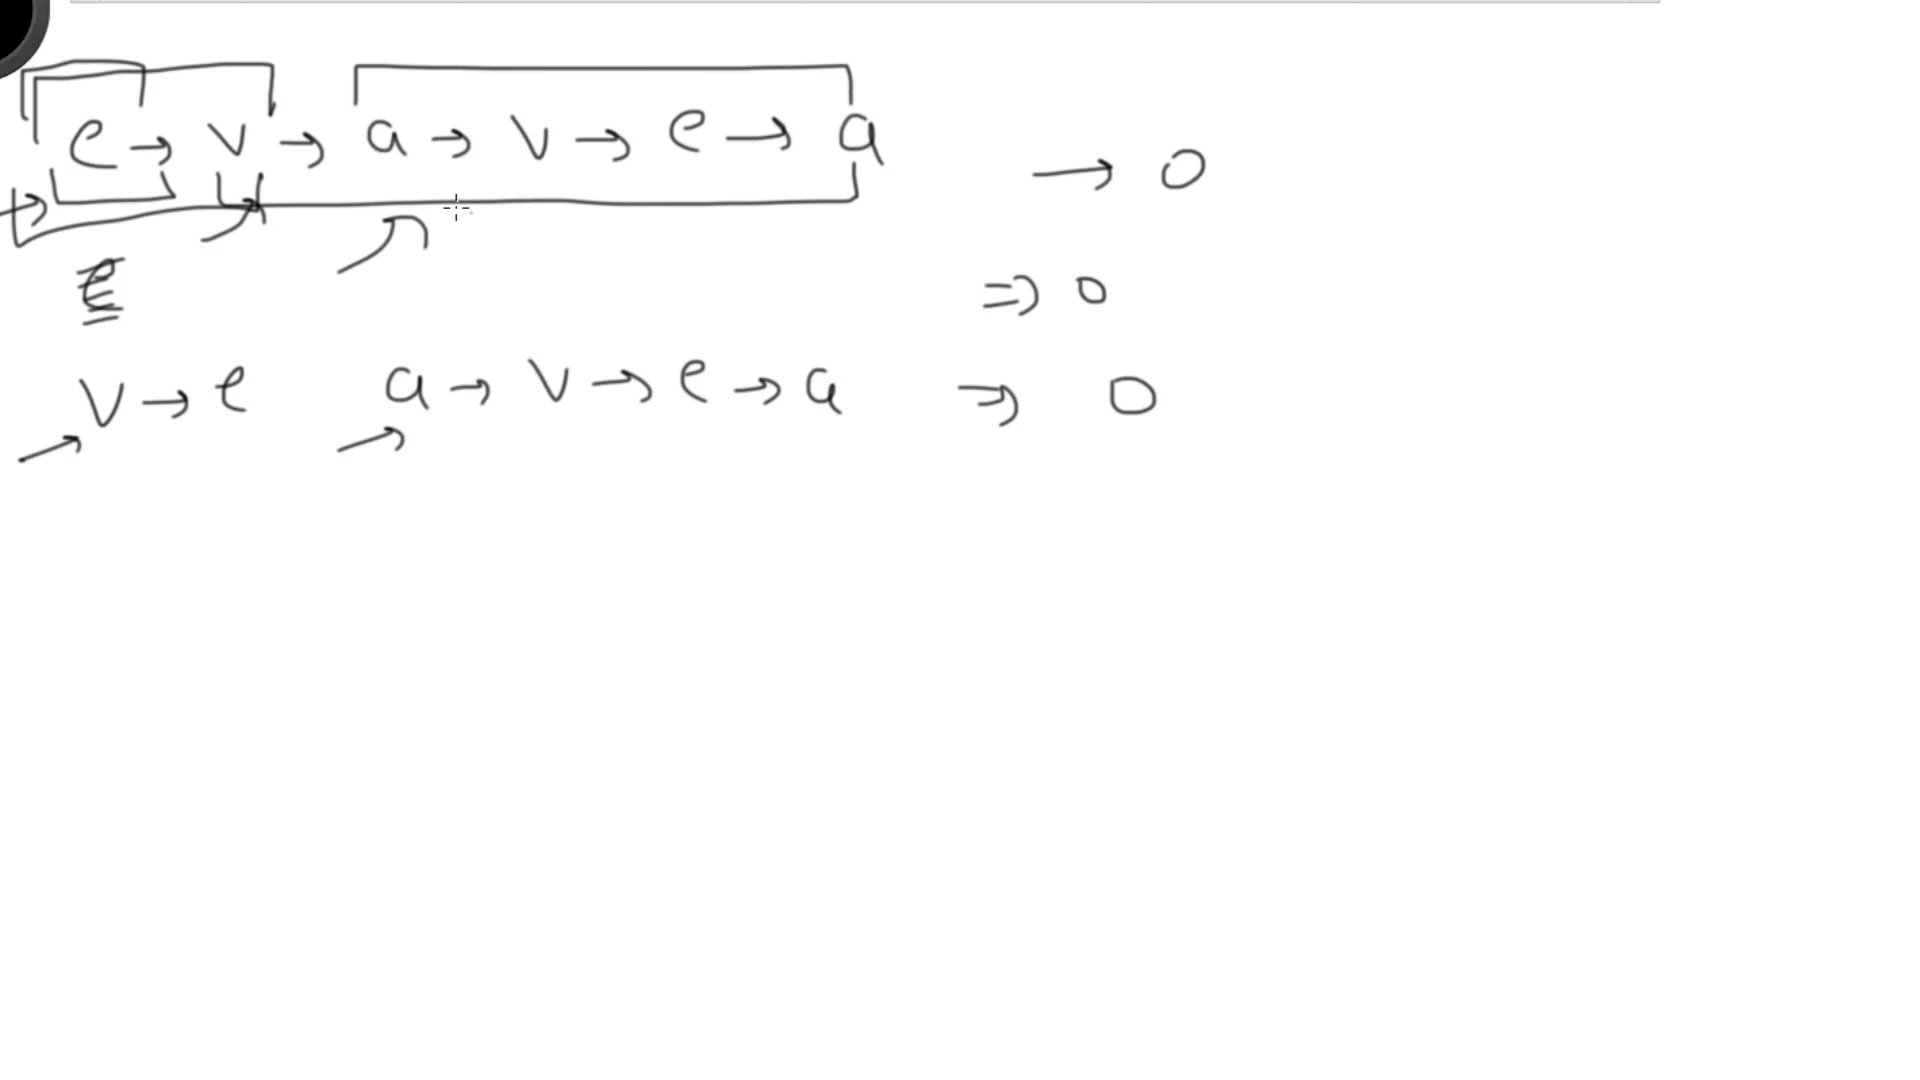 e → v → a → v → e → a → 0
e ⇒ 0
v → e a → v → e → a ⇒ 0